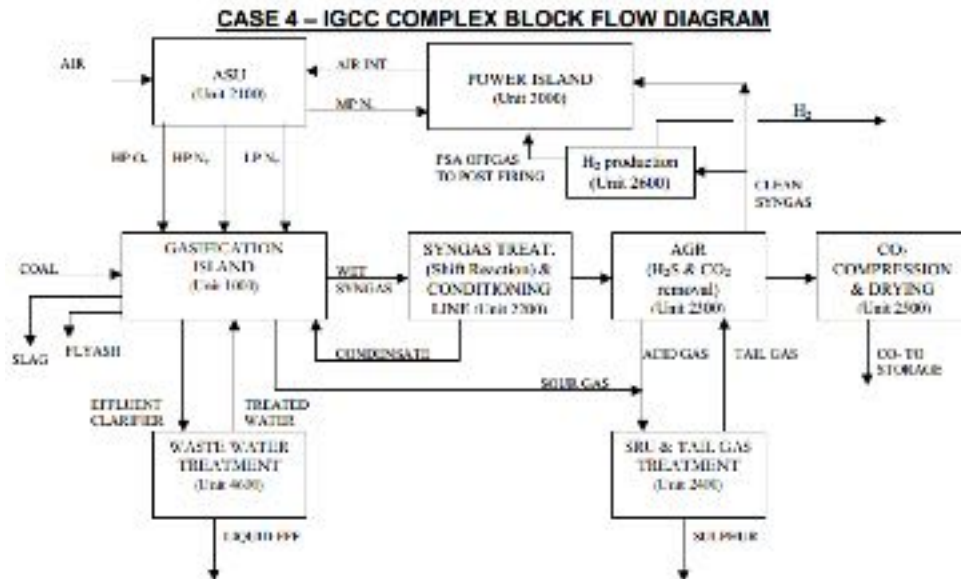 CASE 4 – IGCC COMPLEX BLOCK FLOW DIAGRAM
AIR
ASU
(Unit 2100)
AIR INT
MP N₂
POWER ISLAND
(Unit 3000)
H₂
HP O₂
HP N₂
LP N₂
PSA OFFGAS
TO POST FIRING
H₂ production
(Unit 2600)
CLEAN
SYNGAS
COAL
GASIFICATION
ISLAND
(Unit 1000)
WET
SYNGAS
SYNGAS TREAT.
(Shift Reaction) &
CONDITIONING
LINE (Unit 2200)
AGR
(H₂S & CO₂
removal)
(Unit 2300)
CO₂
COMPRESSION
& DRYING
(Unit 2500)
SLAG
FLYASH
CONDENSATE
SOUR GAS
ACID GAS
TAIL GAS
CO₂ TO
STORAGE
EFFLUENT
CLARIFIER
TREATED
WATER
WASTE WATER
TREATMENT
(Unit 4600)
SRU & TAIL GAS
TREATMENT
(Unit 2400)
LIQUID EFF
SULPHUR